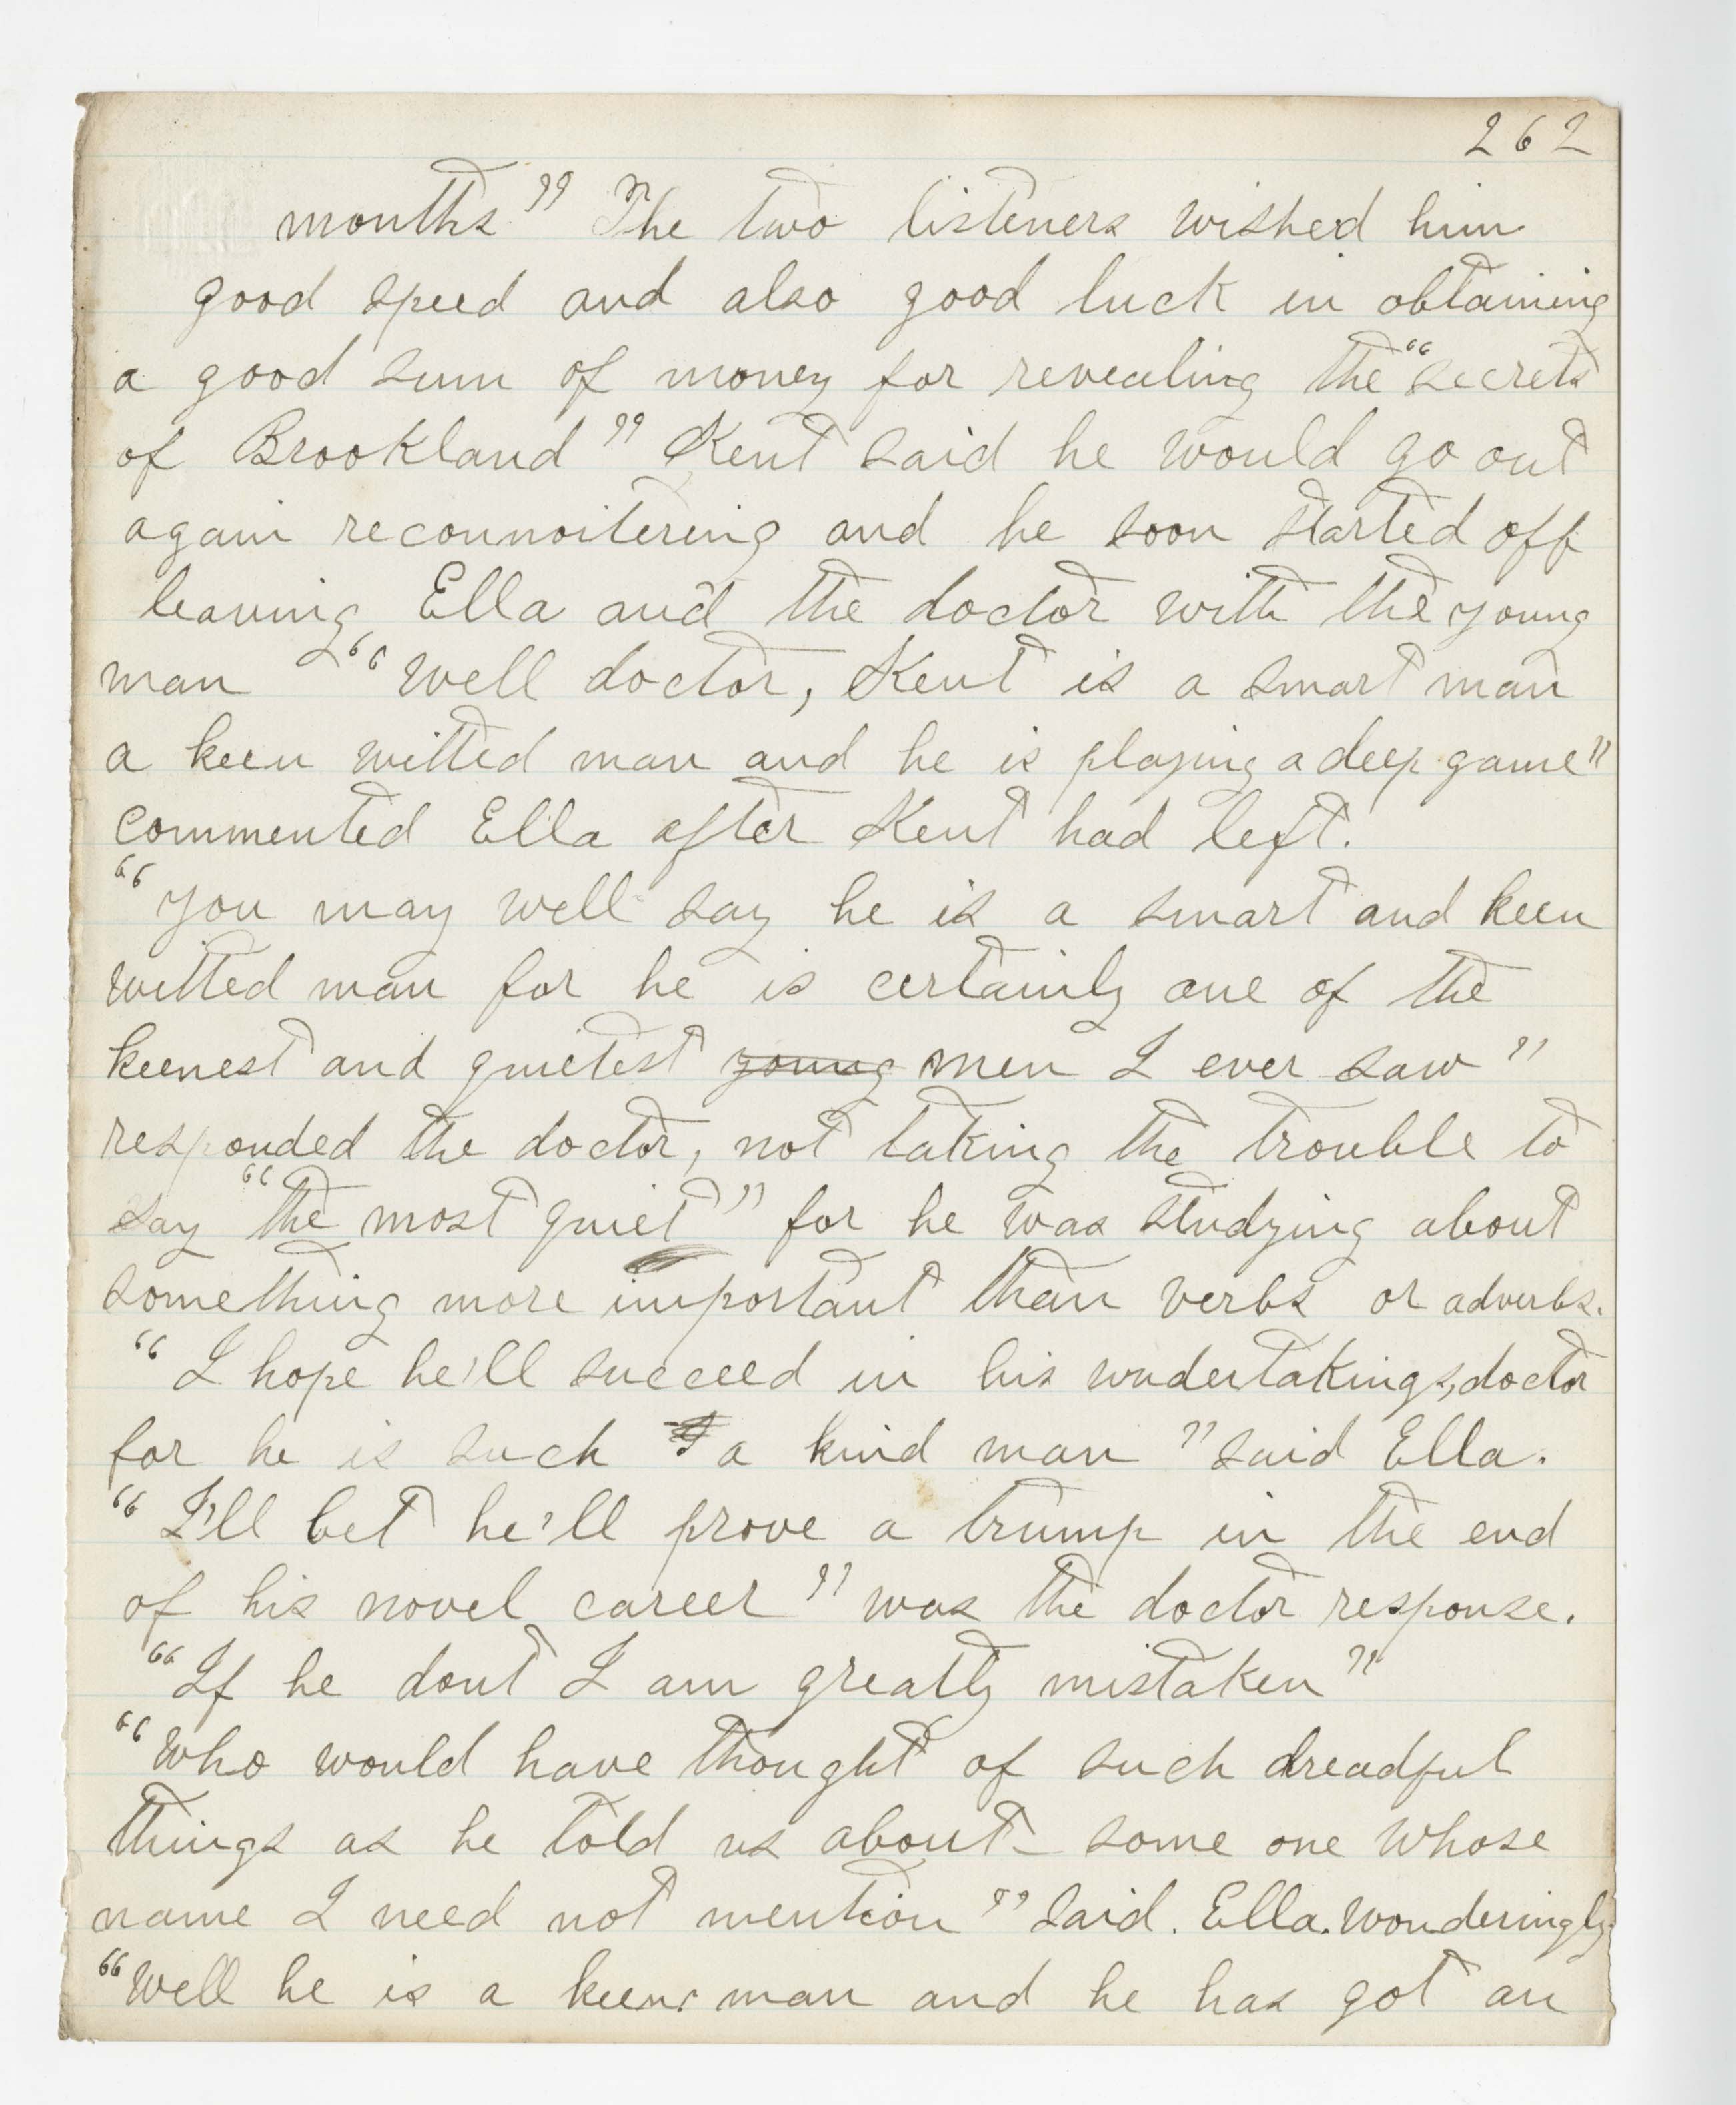 262
months" The two listeners wished him
good speed and also good luck in obtaining
a good sum of money for revealing the "secrets
of Brookland" Kent said he would go out
again reconnoitering and he soon started off
leaving Ella and the doctor with the young
man "Well doctor, Kent is a smart man
a keen witted man and he is playing a deep game"
commented Ella after Kent had left.
"You may well say he is a smart and keen
witted man for he is certainly one of the
keenest and quietest young men I ever saw"
responded the doctor, not taking the trouble to
say "the most quiet" for he was studying about
something more important than verbs or adverbs.
"I hope he'll succeed in his undertakings, doctor
for he is such a kind man" said Ella.
"I'll bet he'll prove a trump in the end
of his novel career" was the doctor response.
"If he dont I am greatly mistaken"
"Who would have thought of such dreadful
things as he told us about - some one whose
name I need not mention" said. Ella. wonderingly
"Well he is a keen man and he has got an